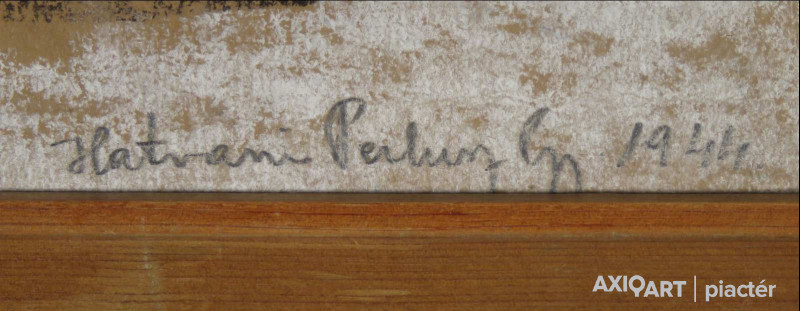 Hatvani Perlusz Gy 1944.
AXIOART | piactér